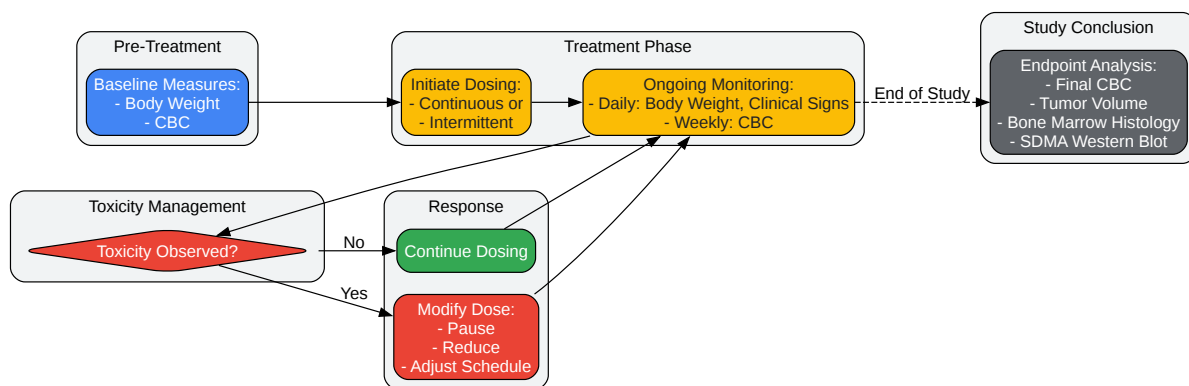 Pre-Treatment
Baseline Measures:
- Body Weight
- CBC
Treatment Phase
Initiate Dosing:
- Continuous or
- Intermittent
Ongoing Monitoring:
- Daily: Body Weight, Clinical Signs
- Weekly: CBC
End of Study
Study Conclusion
Endpoint Analysis:
- Final CBC
- Tumor Volume
- Bone Marrow Histology
- SDMA Western Blot
Toxicity Management
Toxicity Observed?
No
Yes
Response
Continue Dosing
Modify Dose:
- Pause
- Reduce
- Adjust Schedule